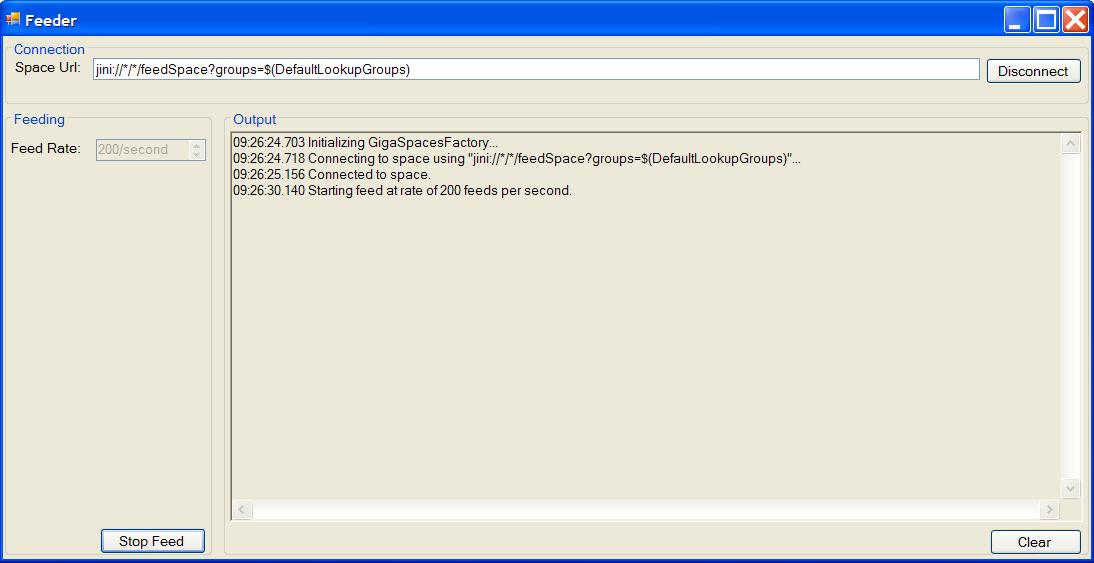 Feeder
Connection
Space Url: jini://*/*/feedSpace?groups=$(DefaultLookupGroups) Disconnect
Feeding
Feed Rate: 200/second
Stop Feed
Output
09:26:24.703 Initializing GigaSpacesFactory...
09:26:24.718 Connecting to space using "jini://*/*/feedSpace?groups=$(DefaultLookupGroups)"...
09:26:25.156 Connected to space.
09:26:30.140 Starting feed at rate of 200 feeds per second.
Clear